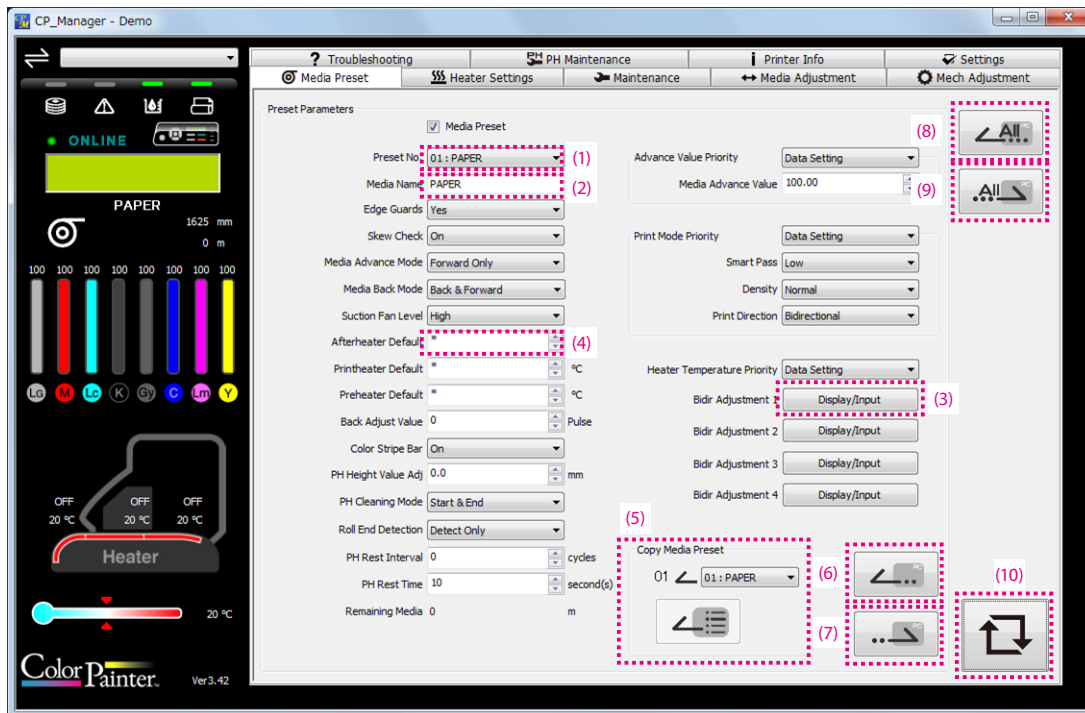 CP_Manager - Demo
? Troubleshooting
PH PH Maintenance
i Printer Info
Settings
Media Preset
Heater Settings
Maintenance
Media Adjustment
Mech Adjustment
ONLINE
PAPER
1625 mm
0 m
100 100 100 100 100 100 100 100
Lg M Lc K Gy C Lm Y
OFF OFF OFF
20 ℃ 20 ℃ 20 ℃
Heater
20 ℃
Color Painter.
Ver3.42
Preset Parameters
Media Preset
Preset No. 01 : PAPER (1)
Media Name PAPER (2)
Edge Guards Yes
Skew Check On
Media Advance Mode Forward Only
Media Back Mode Back & Forward
Suction Fan Level High
Afterheater Default * (4)
Printheater Default * ℃
Preheater Default * ℃
Back Adjust Value 0 Pulse
Color Stripe Bar On
PH Height Value Adj 0.0 mm
PH Cleaning Mode Start & End
Roll End Detection Detect Only
PH Rest Interval 0 cycles
PH Rest Time 10 second(s)
Remaining Media 0 m
Advance Value Priority Data Setting
Media Advance Value 100.00
Print Mode Priority Data Setting
Smart Pass Low
Density Normal
Print Direction Bidirectional
Heater Temperature Priority Data Setting
Bidir Adjustment 1 Display/Input (3)
Bidir Adjustment 2 Display/Input
Bidir Adjustment 3 Display/Input
Bidir Adjustment 4 Display/Input
(5)
Copy Media Preset
01 01 : PAPER
(6)
PC
(7)
PC
(8)
All PC
(9)
All PC
(10)